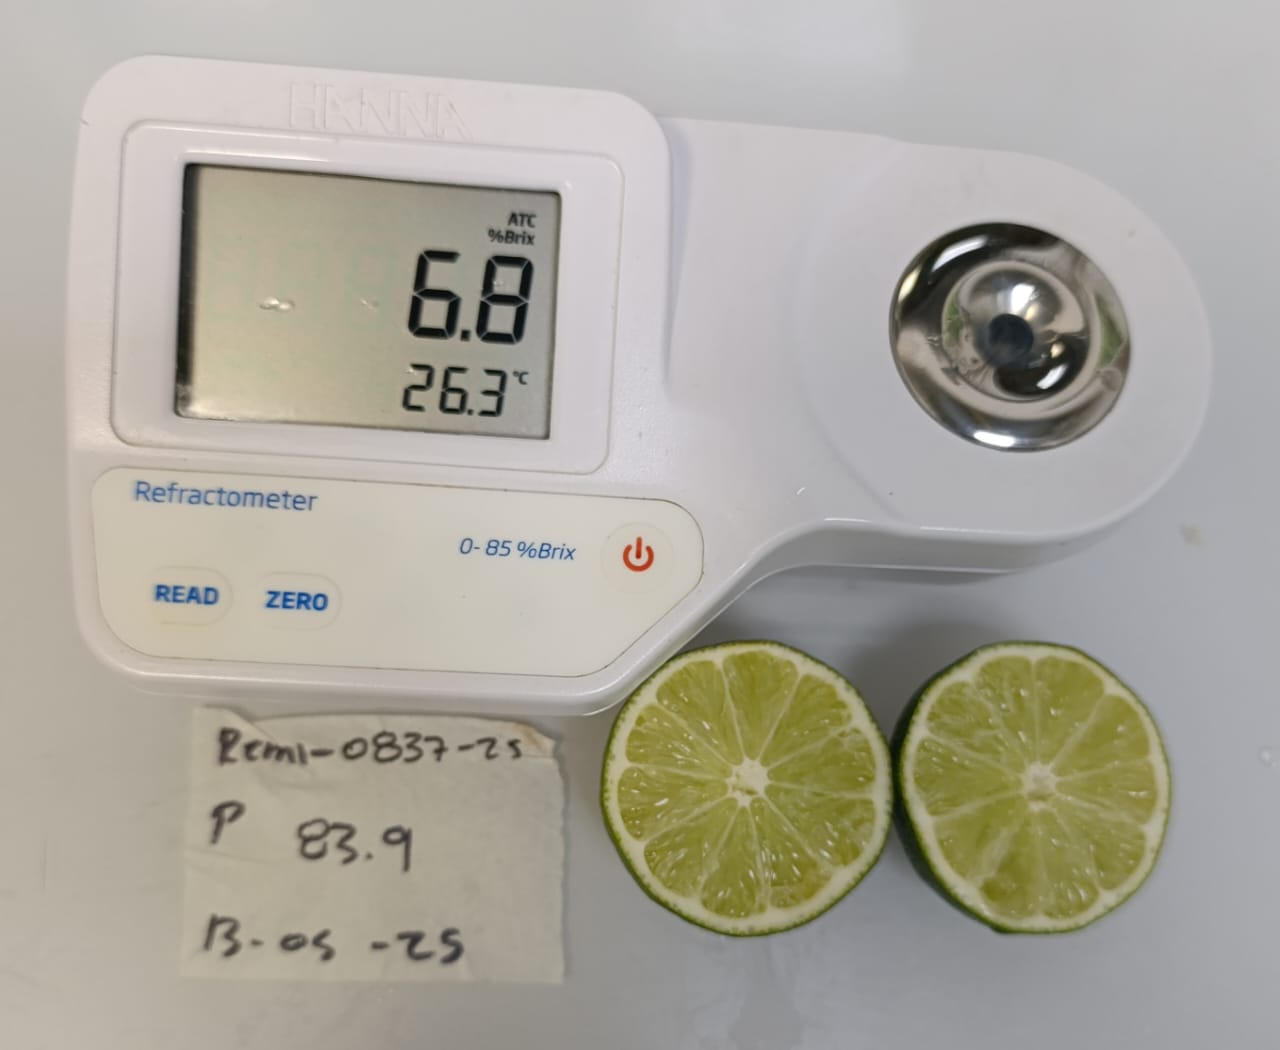 HANNA
ATC
%Brix
6.8
26.3 °C
Refractometer
0-85 %Brix
READ ZERO
Remi-0837-25
P 83.9
13-05-25